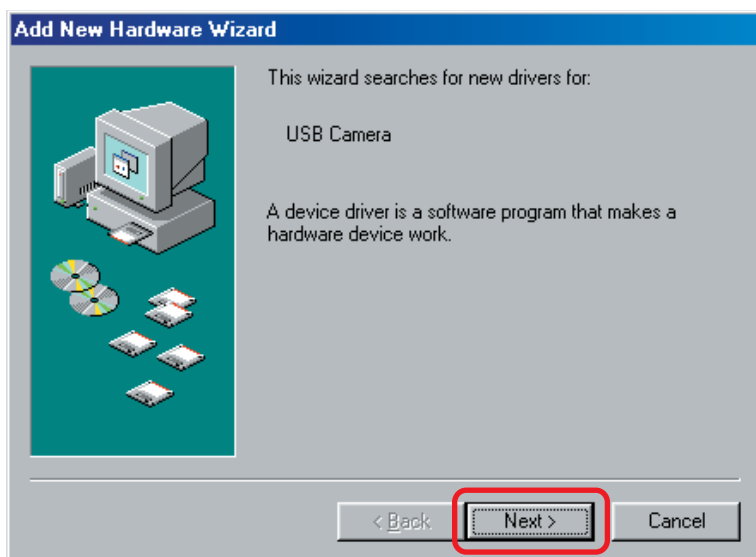 Add New Hardware Wizard
This wizard searches for new drivers for:
USB Camera
A device driver is a software program that makes a
hardware device work.
< Back
Next >
Cancel